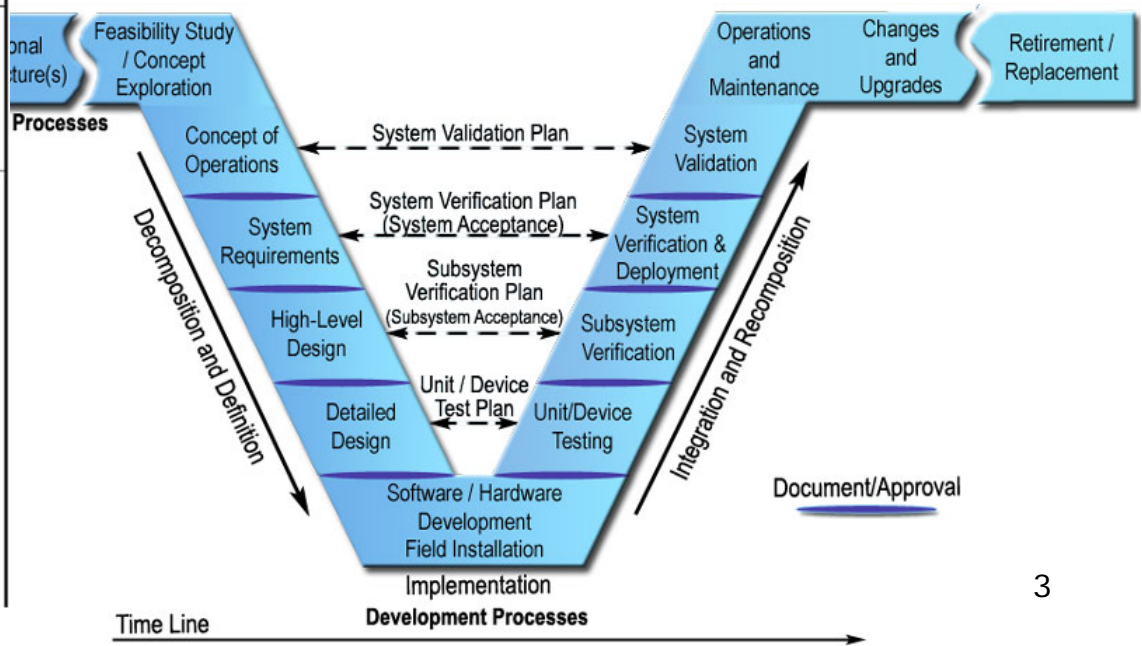 onal
cture(s)
Processes
Feasibility Study
/ Concept
Exploration
Operations
and
Maintenance
Changes
and
Upgrades
Retirement /
Replacement
Concept of
Operations
System Validation Plan
System
Validation
System
Requirements
System Verification Plan
(System Acceptance)
System
Verification &
Deployment
High-Level
Design
Subsystem
Verification Plan
(Subsystem Acceptance)
Subsystem
Verification
Detailed
Design
Unit / Device
Test Plan
Unit/Device
Testing
Decomposition and Definition
Integration and Recomposition
Software / Hardware
Development
Field Installation
Document/Approval
Implementation
Development Processes
Time Line
3